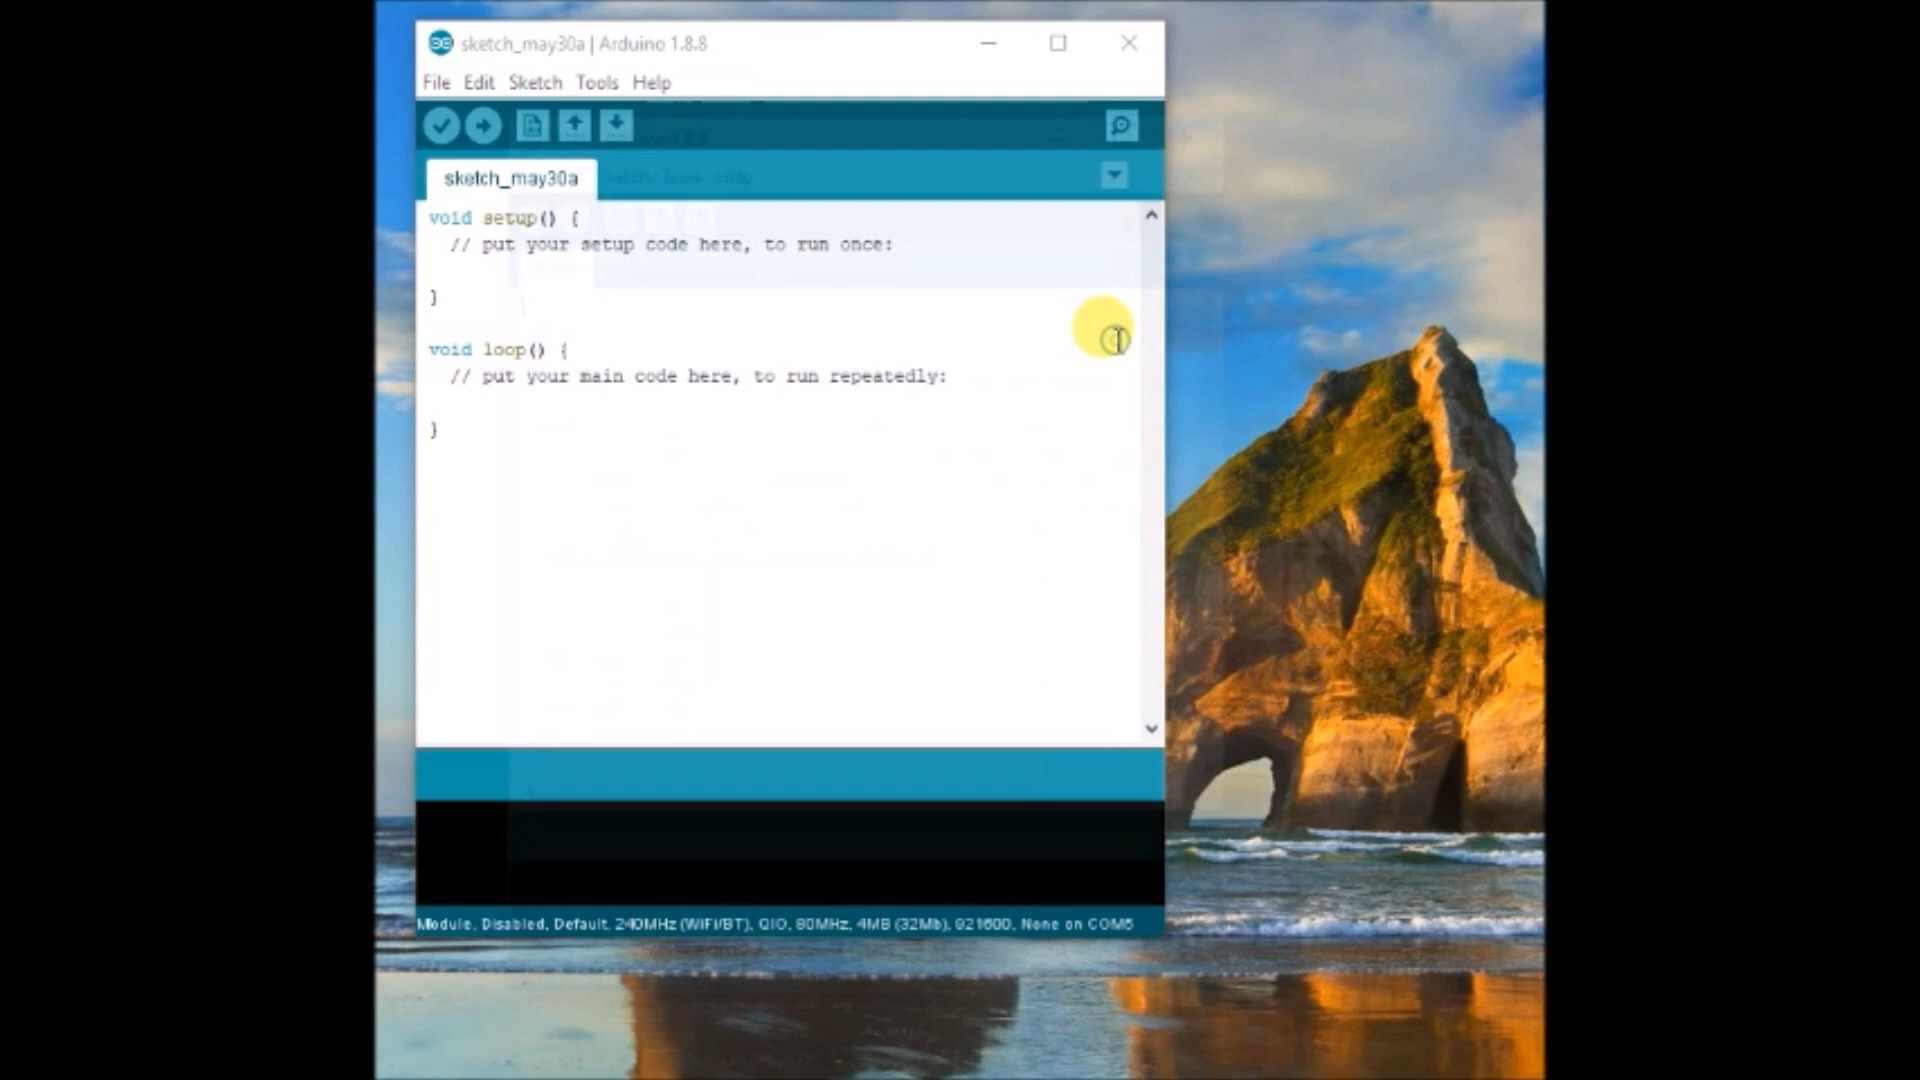 sketch_may30a | Arduino 1.8.8
File Edit Sketch Tools Help
sketch_may30a
void setup() {
// put your setup code here, to run once:
}
void loop() {
// put your main code here, to run repeatedly:
}
Module, Disabled, Default, 240MHz (WiFi/BT), QIO, 80MHz, 4MB (32Mb), 921600, None on COM5